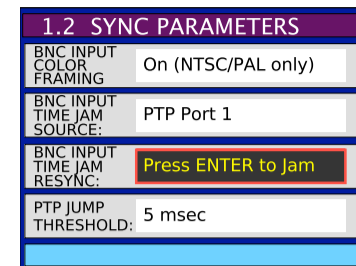 1.2 SYNC PARAMETERS
BNC INPUT
COLOR
FRAMING
On (NTSC/PAL only)
BNC INPUT
TIME JAM
SOURCE:
PTP Port 1
BNC INPUT
TIME JAM
RESYNC:
Press ENTER to Jam
PTP JUMP
THRESHOLD:
5 msec